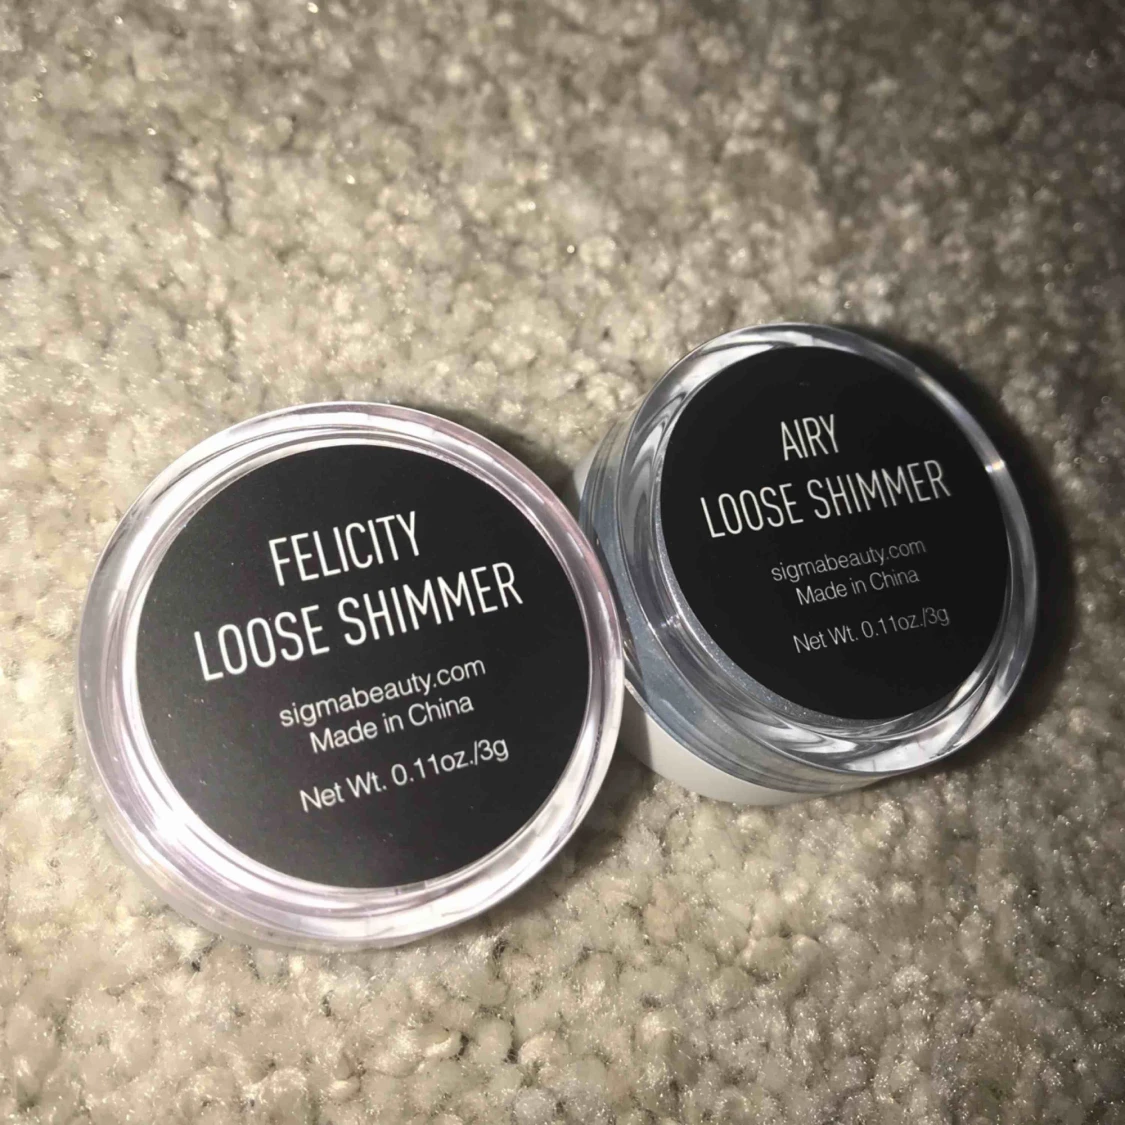 FELICITY
LOOSE SHIMMER
sigmabeauty.com
Made in China
Net Wt. 0.11oz./3g
AIRY
LOOSE SHIMMER
sigmabeauty.com
Made in China
Net Wt. 0.11oz./3g